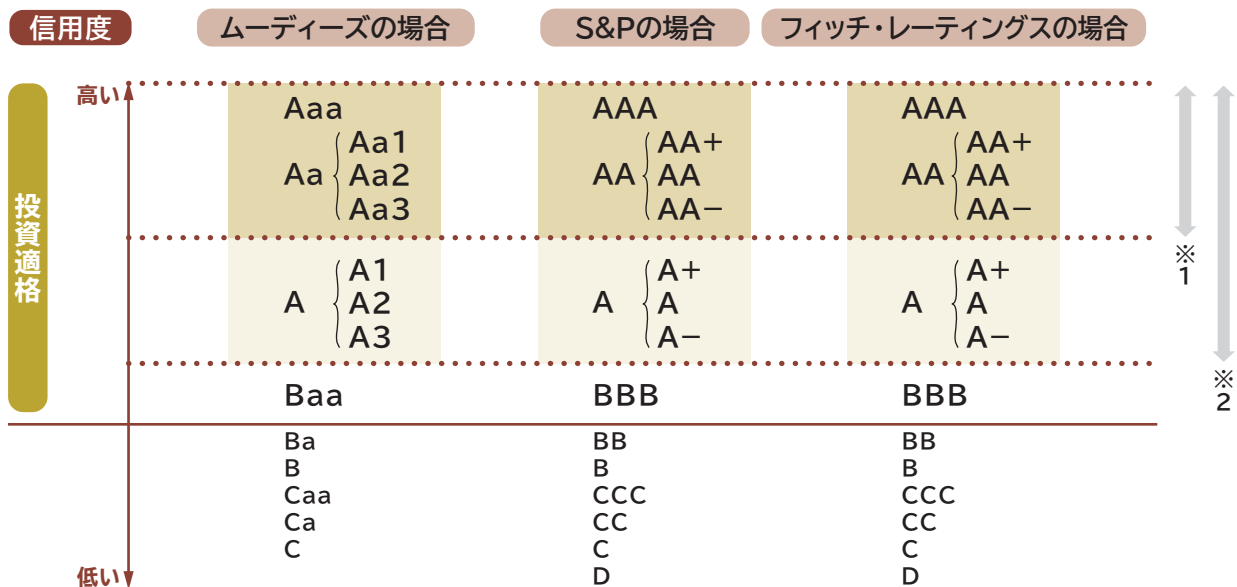 信用度 ムーディーズの場合 S&Pの場合 フィッチ・レーティングスの場合
高い
投資適格
Aaa AAA AAA
Aa1 AA+ AA+
Aa Aa2 AA AA AA AA
Aa3 AA− AA−
※1
A1 A+ A+
A A2 A A A A
A3 A− A−
※2
Baa BBB BBB
Ba BB BB
B B B
Caa CCC CCC
Ca CC CC
C C C
低い D D